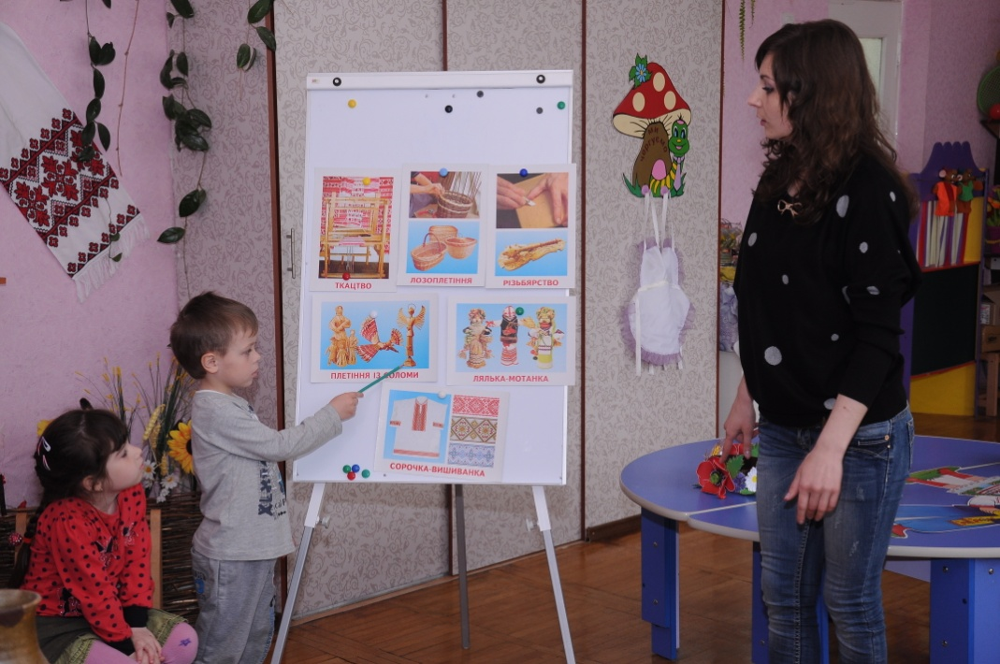 ТКАЦТВО
ЛОЗОПЛЕТІННЯ
РІЗЬБЯРСТВО
ПЛЕТІННЯ ІЗ СОЛОМИ
ЛЯЛЬКА-МОТАНКА
СОРОЧКА-ВИШИВАНКА